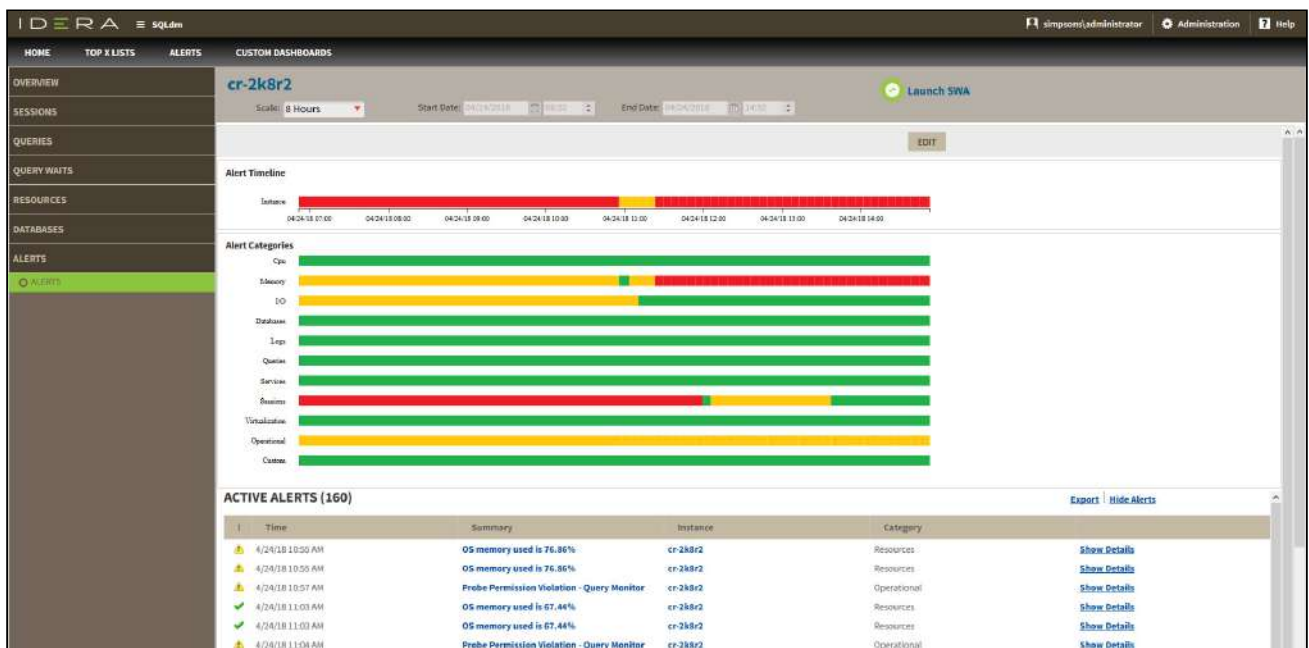 IDERA ≡ SQLdm simpsons\administrator Administration ? Help
HOME TOP X LISTS ALERTS CUSTOM DASHBOARDS
OVERVIEW
SESSIONS
QUERIES
QUERY WAITS
RESOURCES
DATABASES
ALERTS
ALERTS
cr-2k8r2
Launch SWA
Scale: 8 Hours Start Date: 04/24/2018 06:32 End Date: 04/24/2018 14:32
EDIT
Alert Timeline
Instance
04/24/18 07:00 04/24/18 08:00 04/24/18 09:00 04/24/18 10:00 04/24/18 11:00 04/24/18 12:00 04/24/18 13:00 04/24/18 14:00
Alert Categories
Cpu
Memory
I/O
Databases
Logs
Queries
Services
Sessions
Virtualization
Operational
Custom
ACTIVE ALERTS (160) Export Hide Alerts
! Time Summary Instance Category
4/24/18 10:55 AM OS memory used is 76.86% cr-2k8r2 Resources Show Details
4/24/18 10:55 AM OS memory used is 76.86% cr-2k8r2 Resources Show Details
4/24/18 10:57 AM Probe Permission Violation - Query Monitor cr-2k8r2 Operational Show Details
4/24/18 11:03 AM OS memory used is 67.44% cr-2k8r2 Resources Show Details
4/24/18 11:03 AM OS memory used is 67.44% cr-2k8r2 Resources Show Details
4/24/18 11:04 AM Probe Permission Violation - Query Monitor cr-2k8r2 Operational Show Details